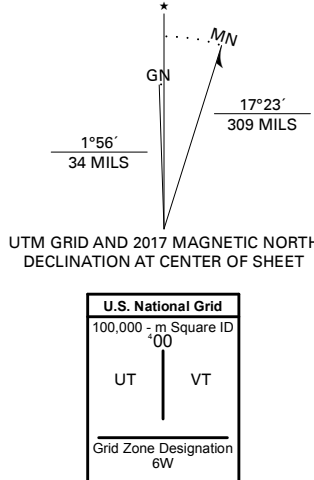 ★
MN
GN
1°56´
34 MILS
17°23´
309 MILS
UTM GRID AND 2017 MAGNETIC NORTH
DECLINATION AT CENTER OF SHEET
U.S. National Grid
100,000 - m Square ID
⁴00
UT VT
Grid Zone Designation
6W